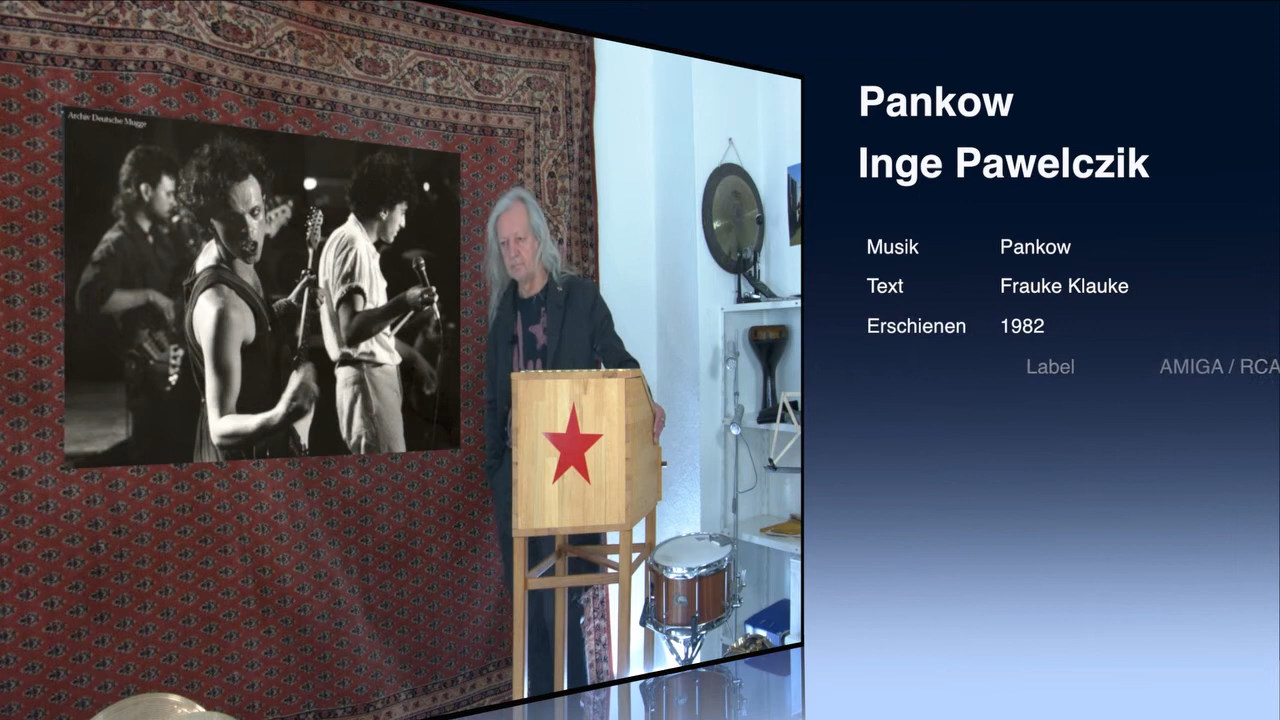 Archiv Deutsche Mugge
Pankow
Inge Pawelczik
Musik Pankow
Text Frauke Klauke
Erschienen 1982
Label AMIGA / RCA